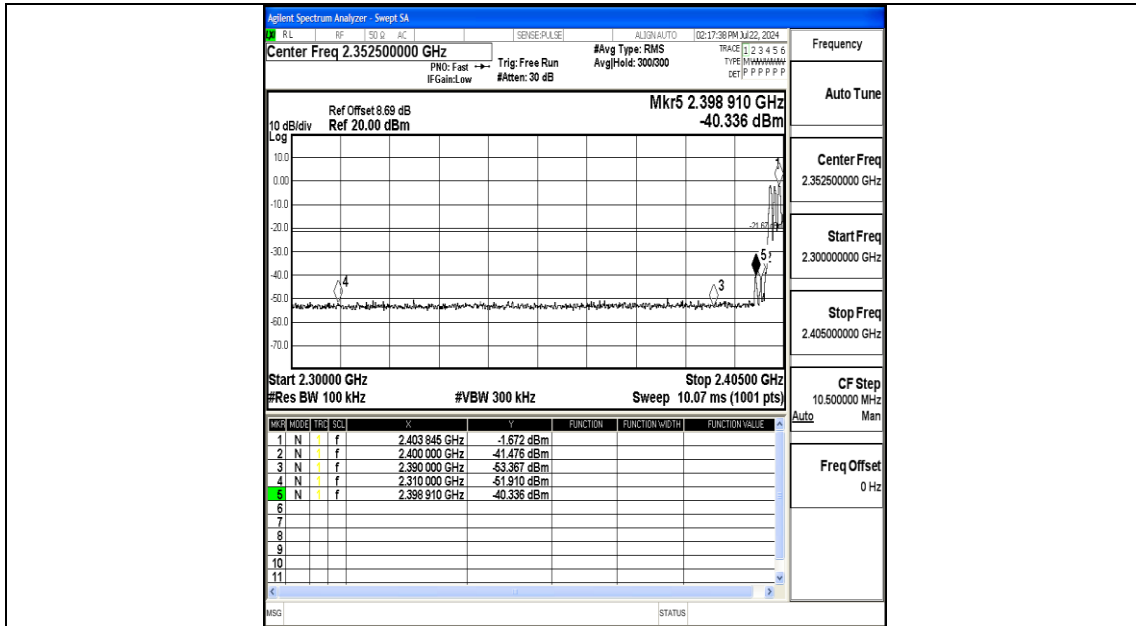 Agilent Spectrum Analyzer - Swept SA
RL RF 50 Ω AC SENSE:PULSE ALIGN AUTO 02:17:38 PM Jul 22, 2024
Center Freq 2.352500000 GHz
PNO: Fast
IFGain:Low
Trig: Free Run
#Atten: 30 dB
#Avg Type: RMS
Avg|Hold: 300/300
TRACE 1 2 3 4 5 6
TYPE M WWWWW
DET P P P P P P
Frequency
Auto Tune
Center Freq
2.352500000 GHz
Start Freq
2.300000000 GHz
Stop Freq
2.405000000 GHz
CF Step
10.500000 MHz
Auto Man
Freq Offset
0 Hz
Mkr5 2.398 910 GHz
-40.336 dBm
Ref Offset 8.69 dB
Ref 20.00 dBm
10 dB/div
Log
10.0
0.00
-10.0
-20.0
-30.0
-40.0
-50.0
-60.0
-70.0
4
3
5
Start 2.30000 GHz Stop 2.40500 GHz
#Res BW 100 kHz #VBW 300 kHz Sweep 10.07 ms (1001 pts)
MKR MODE TRC SCL X Y FUNCTION FUNCTION WIDTH FUNCTION VALUE
1 N 1 f 2.403 845 GHz -1.672 dBm
2 N 1 f 2.400 000 GHz -41.476 dBm
3 N 1 f 2.390 000 GHz -53.367 dBm
4 N 1 f 2.310 000 GHz -51.910 dBm
5 N 1 f 2.398 910 GHz -40.336 dBm
6
7
8
9
10
11
MSG STATUS